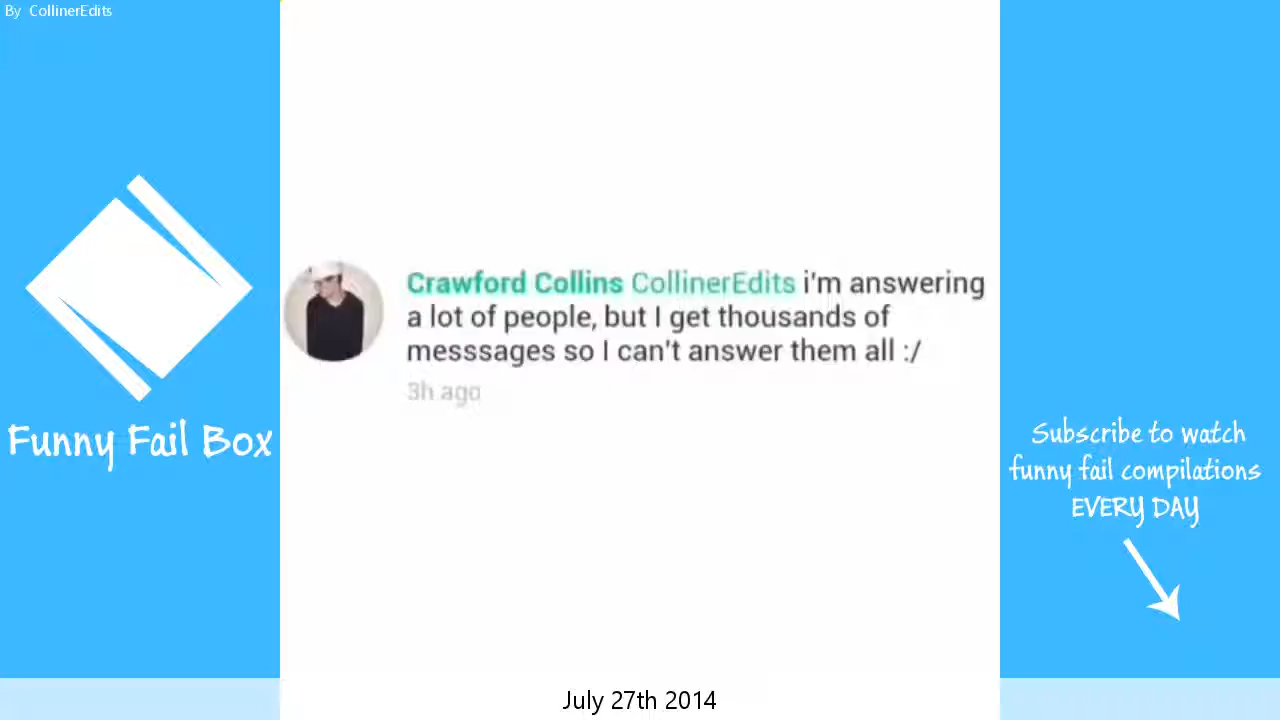 By CollinerEdits
Crawford Collins CollinerEdits i'm answering
a lot of people, but I get thousands of
messsages so I can't answer them all :/
3h ago
Funny Fail Box
Subscribe to watch
funny fail compilations
EVERY DAY
July 27th 2014